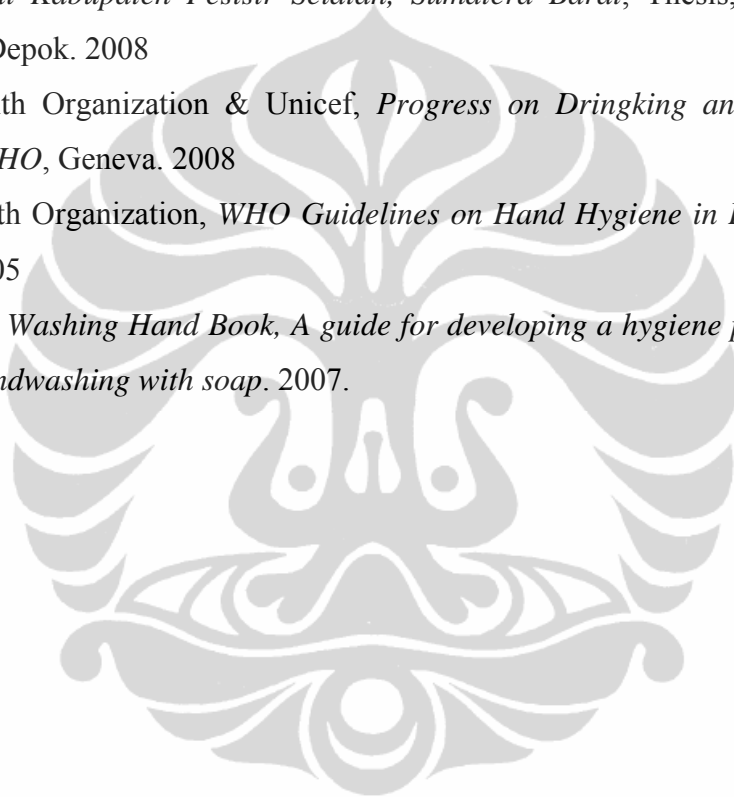 Kabupaten Pesisir Selatan, Sumatera Barat, Thesis,
Depok. 2008
th Organization & Unicef, Progress on Dringking an
HO, Geneva. 2008
th Organization, WHO Guidelines on Hand Hygiene in
05
Washing Hand Book, A guide for developing a hygiene p
ndwashing with soap. 2007.